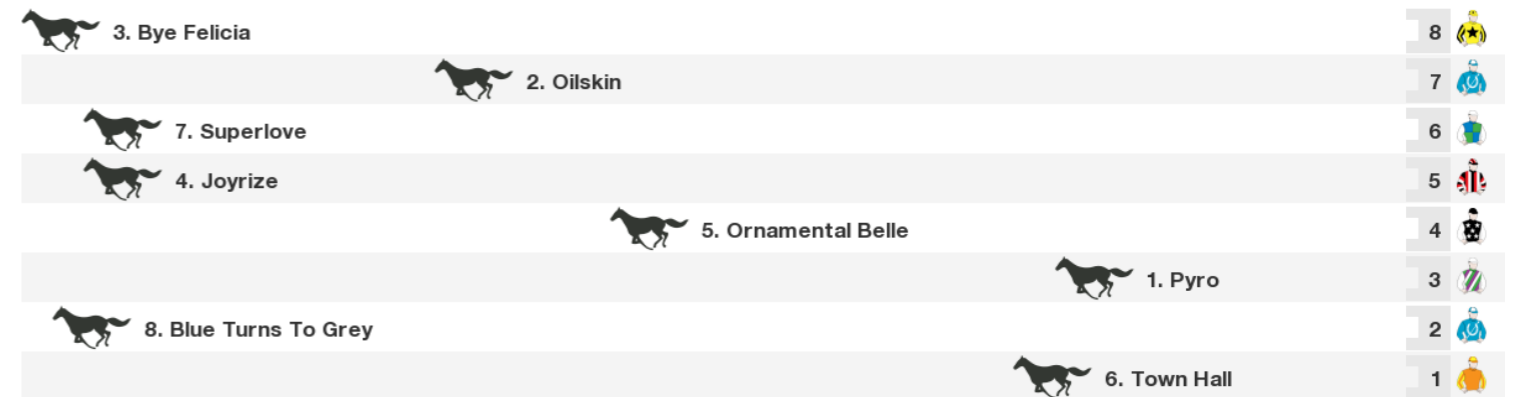 3. Bye Felicia 8
2. Oilskin 7
7. Superlove 6
4. Joyrize 5
5. Ornamental Belle 4
1. Pyro 3
8. Blue Turns To Grey 2
6. Town Hall 1